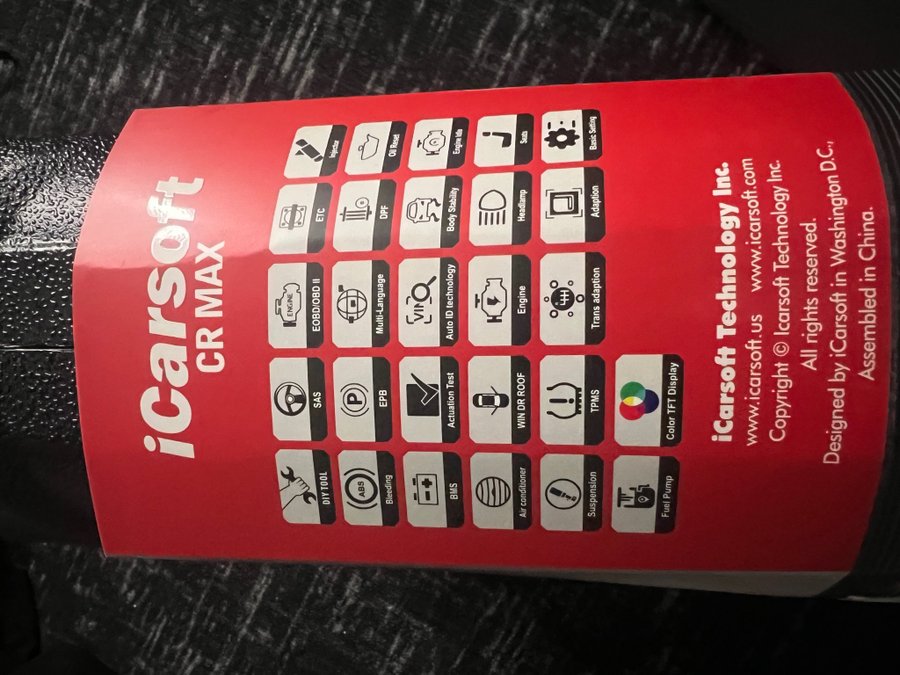 iCarsoft
CR MAX
DIY TOOL
SAS
ENGINE
EOBD/OBD II
ETC
Injector
ABS
Bleeding
P
EPB
Multi-Language
DPF
Oil Reset
BMS
Actuation Test
VIN
Auto ID technology
Body Stability
Engine Idle
Air conditioner
WIN DR ROOF
Engine
Headlamp
Seats
Suspension
TPMS
Trans adaption
Adaption
Basic Setting
Fuel Pump
Color TFT Display
iCarsoft Technology Inc.
www.icarsoft.us www.icarsoft.com
Copyright © Icarsoft Technology Inc.
All rights reserved.
Designed by iCarsoft in Washington D.C.,
Assembled in China.